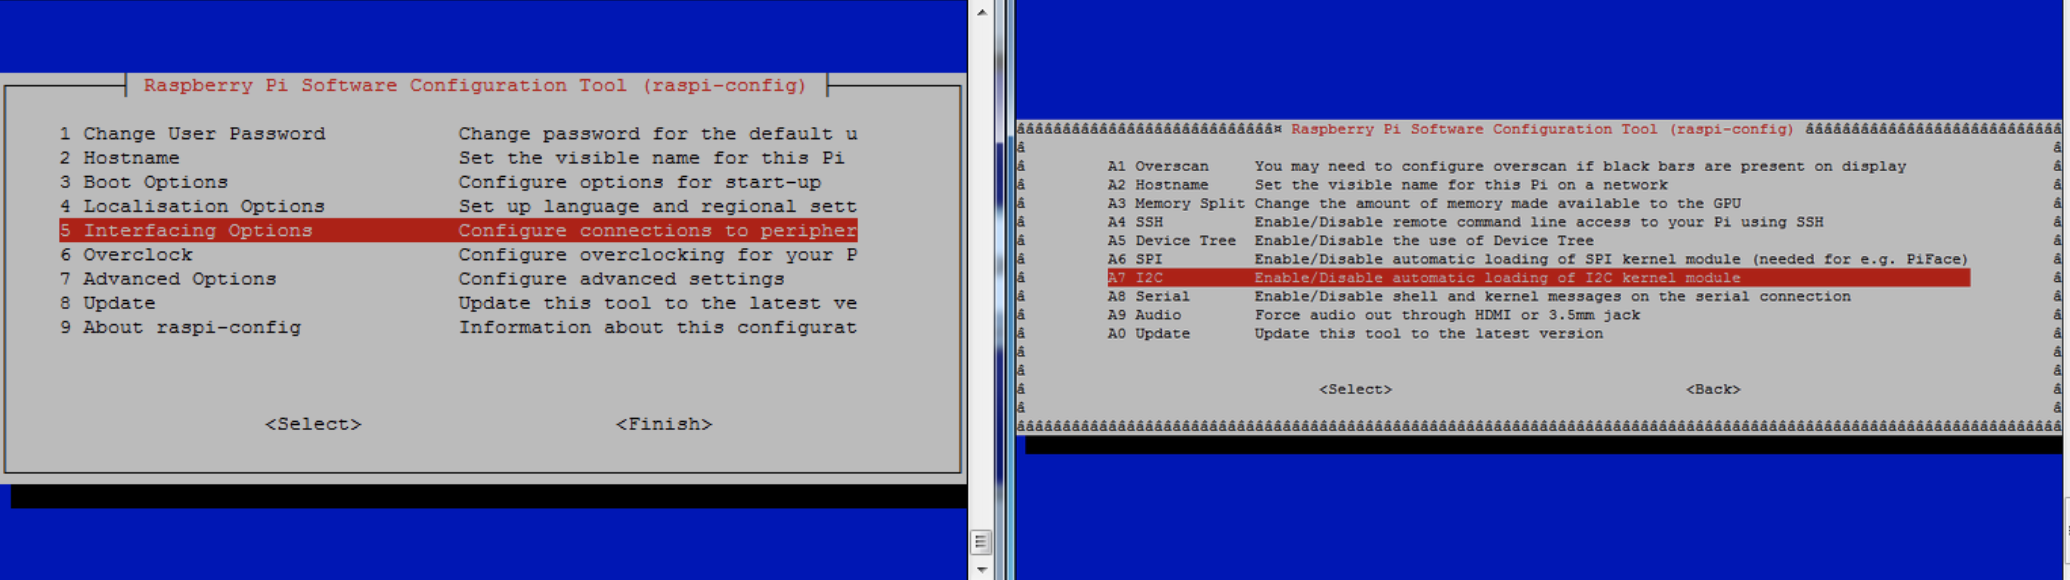 Raspberry Pi Software Configuration Tool (raspi-config)
1 Change User Password Change password for the default u
2 Hostname Set the visible name for this Pi
3 Boot Options Configure options for start-up
4 Localisation Options Set up language and regional sett
5 Interfacing Options Configure connections to peripher
6 Overclock Configure overclocking for your P
7 Advanced Options Configure advanced settings
8 Update Update this tool to the latest ve
9 About raspi-config Information about this configurat
<Select> <Finish>
Raspberry Pi Software Configuration Tool (raspi-config)
A1 Overscan You may need to configure overscan if black bars are present on display
A2 Hostname Set the visible name for this Pi on a network
A3 Memory Split Change the amount of memory made available to the GPU
A4 SSH Enable/Disable remote command line access to your Pi using SSH
A5 Device Tree Enable/Disable the use of Device Tree
A6 SPI Enable/Disable automatic loading of SPI kernel module (needed for e.g. PiFace)
A7 I2C Enable/Disable automatic loading of I2C kernel module
A8 Serial Enable/Disable shell and kernel messages on the serial connection
A9 Audio Force audio out through HDMI or 3.5mm jack
A0 Update Update this tool to the latest version
<Select> <Back>